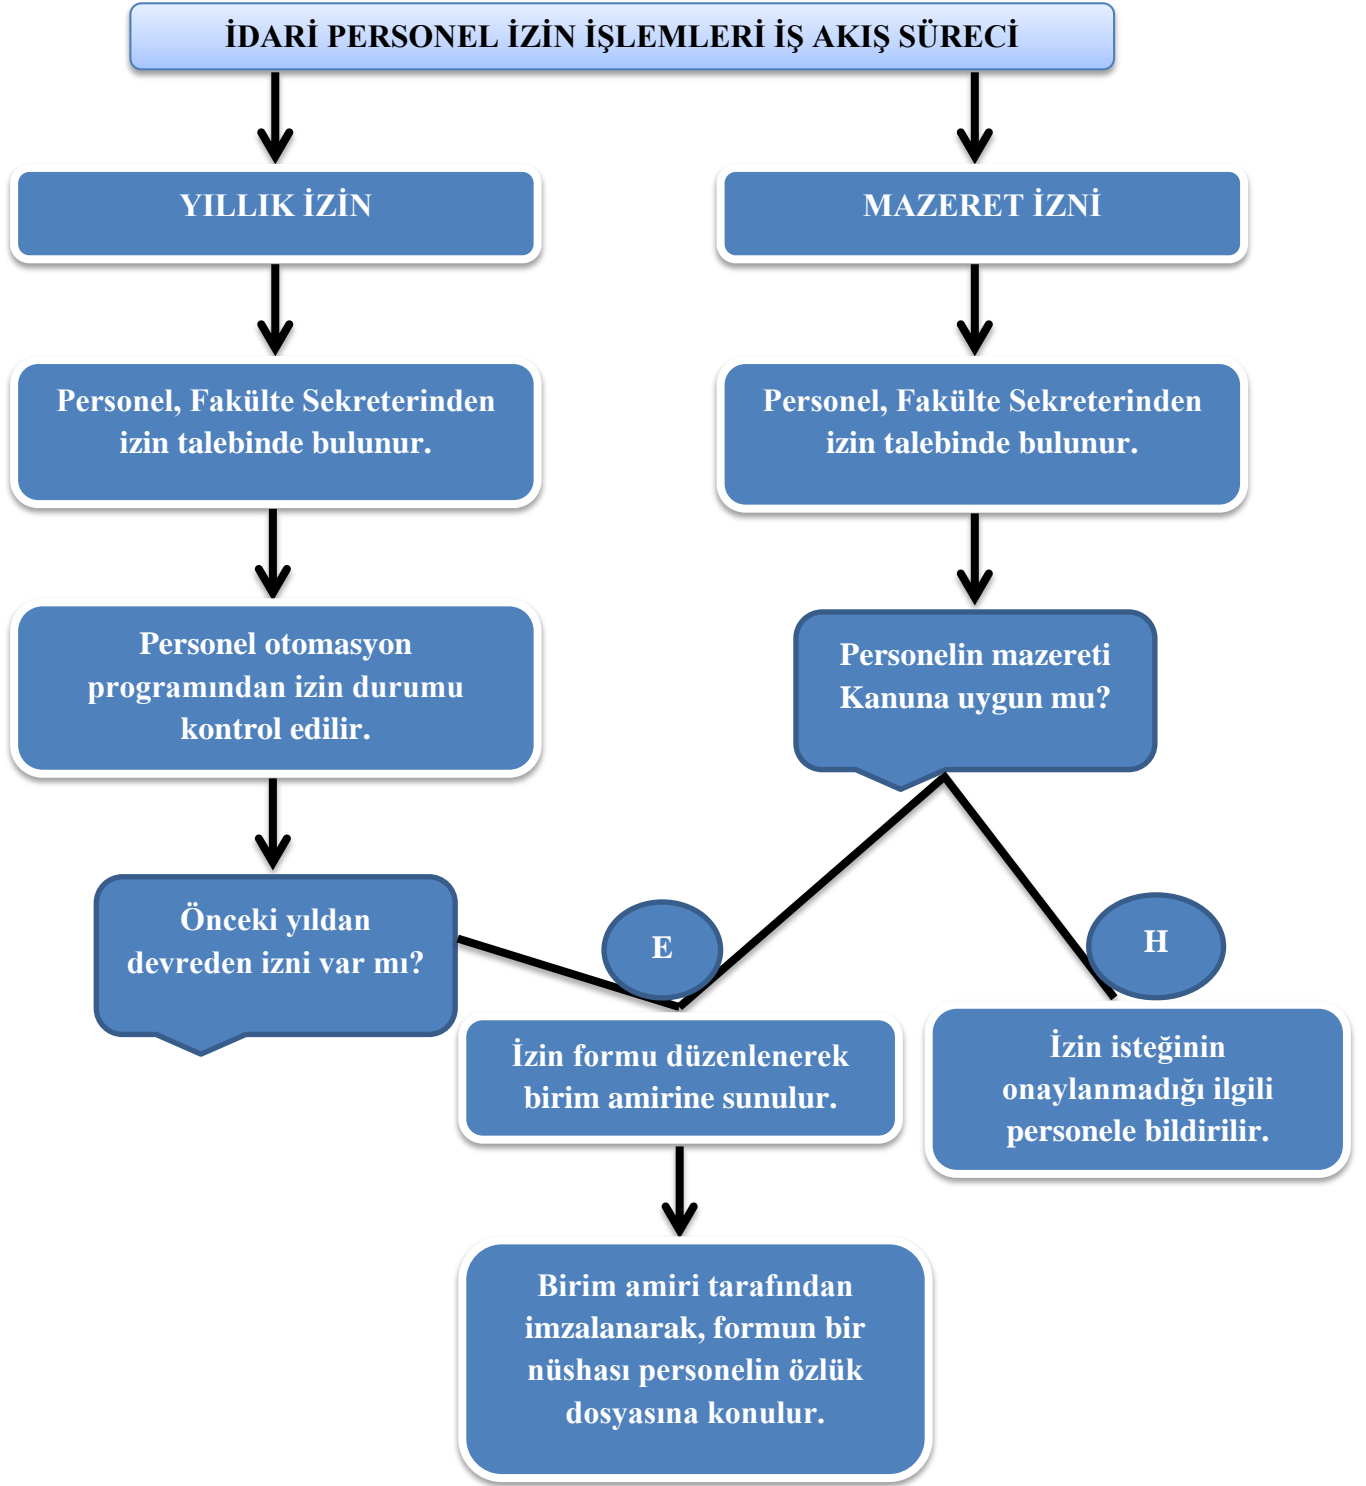 İDARİ PERSONEL İZİN İŞLEMLERİ İŞ AKIŞ SÜRECİ
YILLIK İZİN
MAZERET İZNİ
Personel, Fakülte Sekreterinden
izin talebinde bulunur.
Personel, Fakülte Sekreterinden
izin talebinde bulunur.
Personel otomasyon
programından izin durumu
kontrol edilir.
Personelin mazereti
Kanuna uygun mu?
Önceki yıldan
devreden izni var mı?
E
H
İzin formu düzenlenerek
birim amirine sunulur.
İzin isteğinin
onaylanmadığı ilgili
personele bildirilir.
Birim amiri tarafından
imzalanarak, formun bir
nüshası personelin özlük
dosyasına konulur.